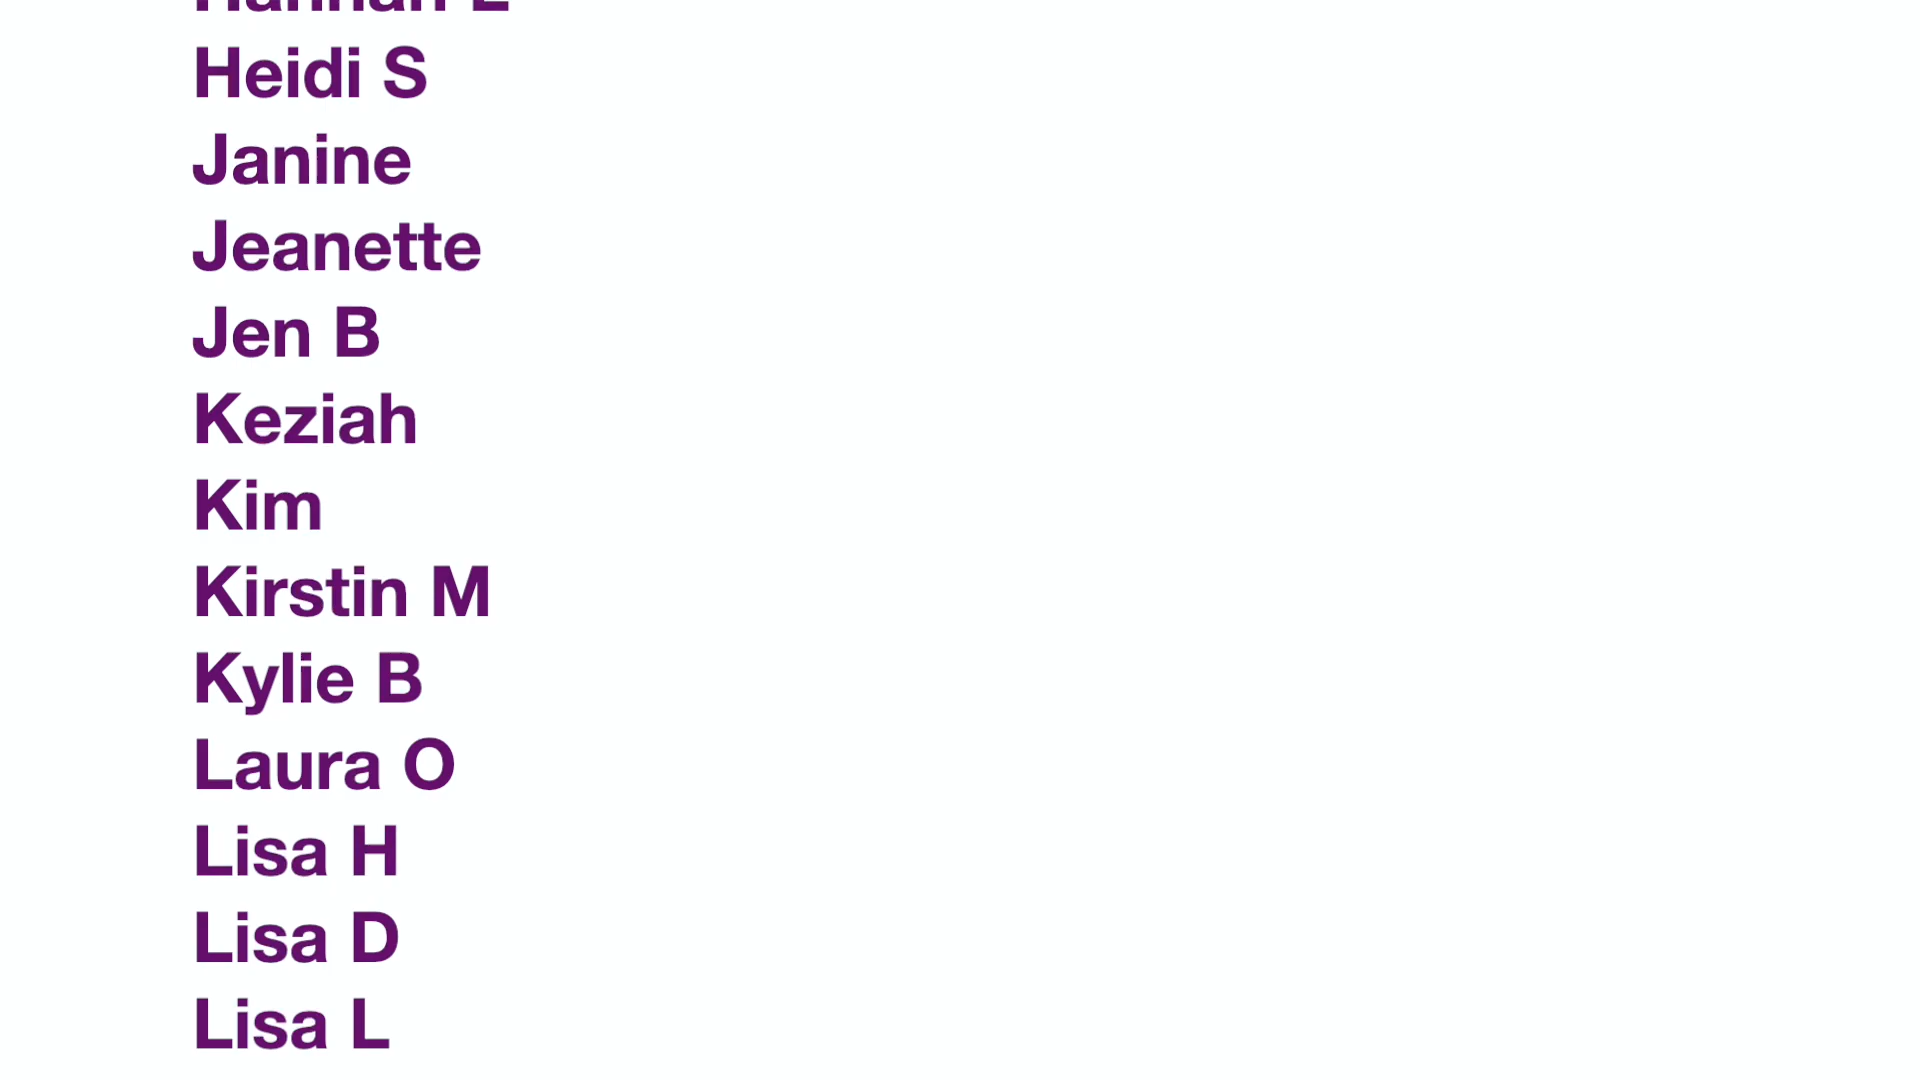 Heidi S
Janine
Jeanette
Jen B
Keziah
Kim
Kirstin M
Kylie B
Laura O
Lisa H
Lisa D
Lisa L